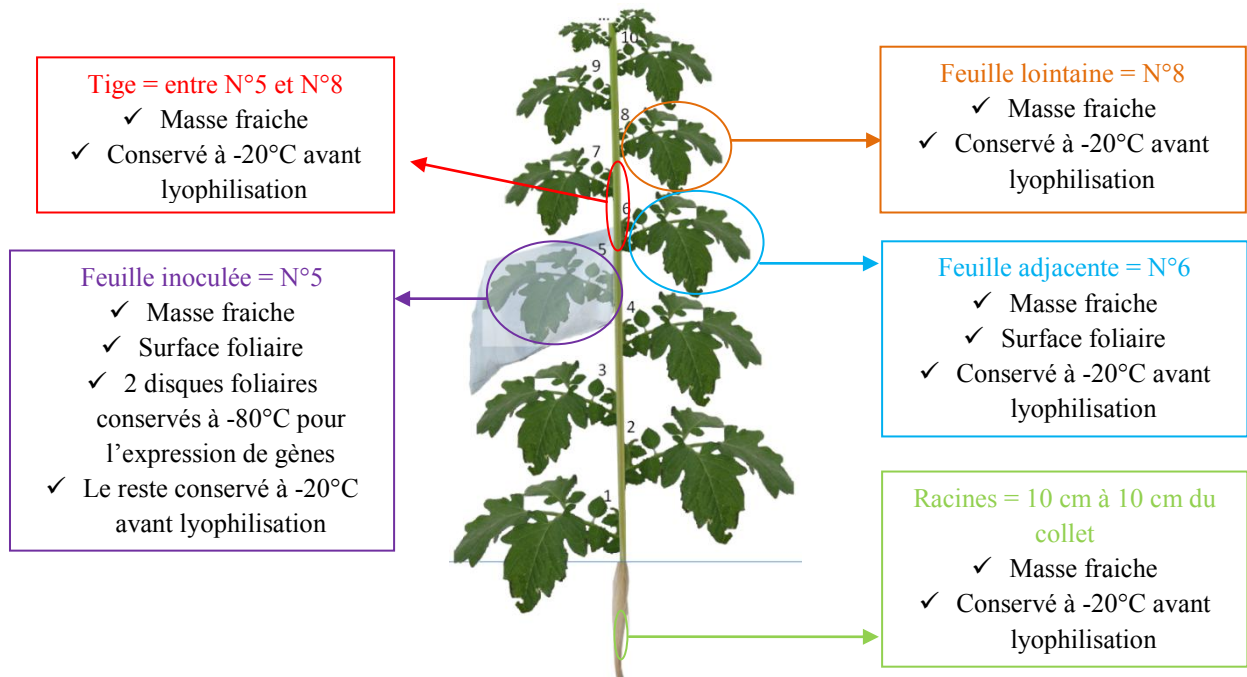 Tige = entre N°5 et N°8
✓ Masse fraiche
✓ Conservé à -20°C avant
lyophilisation
Feuille inoculée = N°5
✓ Masse fraiche
✓ Surface foliaire
✓ 2 disques foliaires
conservés à -80°C pour
l'expression de gènes
✓ Le reste conservé à -20°C
avant lyophilisation
...
10
9
8
7
6
5
4
3
2
1
Feuille lointaine = N°8
✓ Masse fraiche
✓ Conservé à -20°C avant
lyophilisation
Feuille adjacente = N°6
✓ Masse fraiche
✓ Surface foliaire
✓ Conservé à -20°C avant
lyophilisation
Racines = 10 cm à 10 cm du
collet
✓ Masse fraiche
✓ Conservé à -20°C avant
lyophilisation